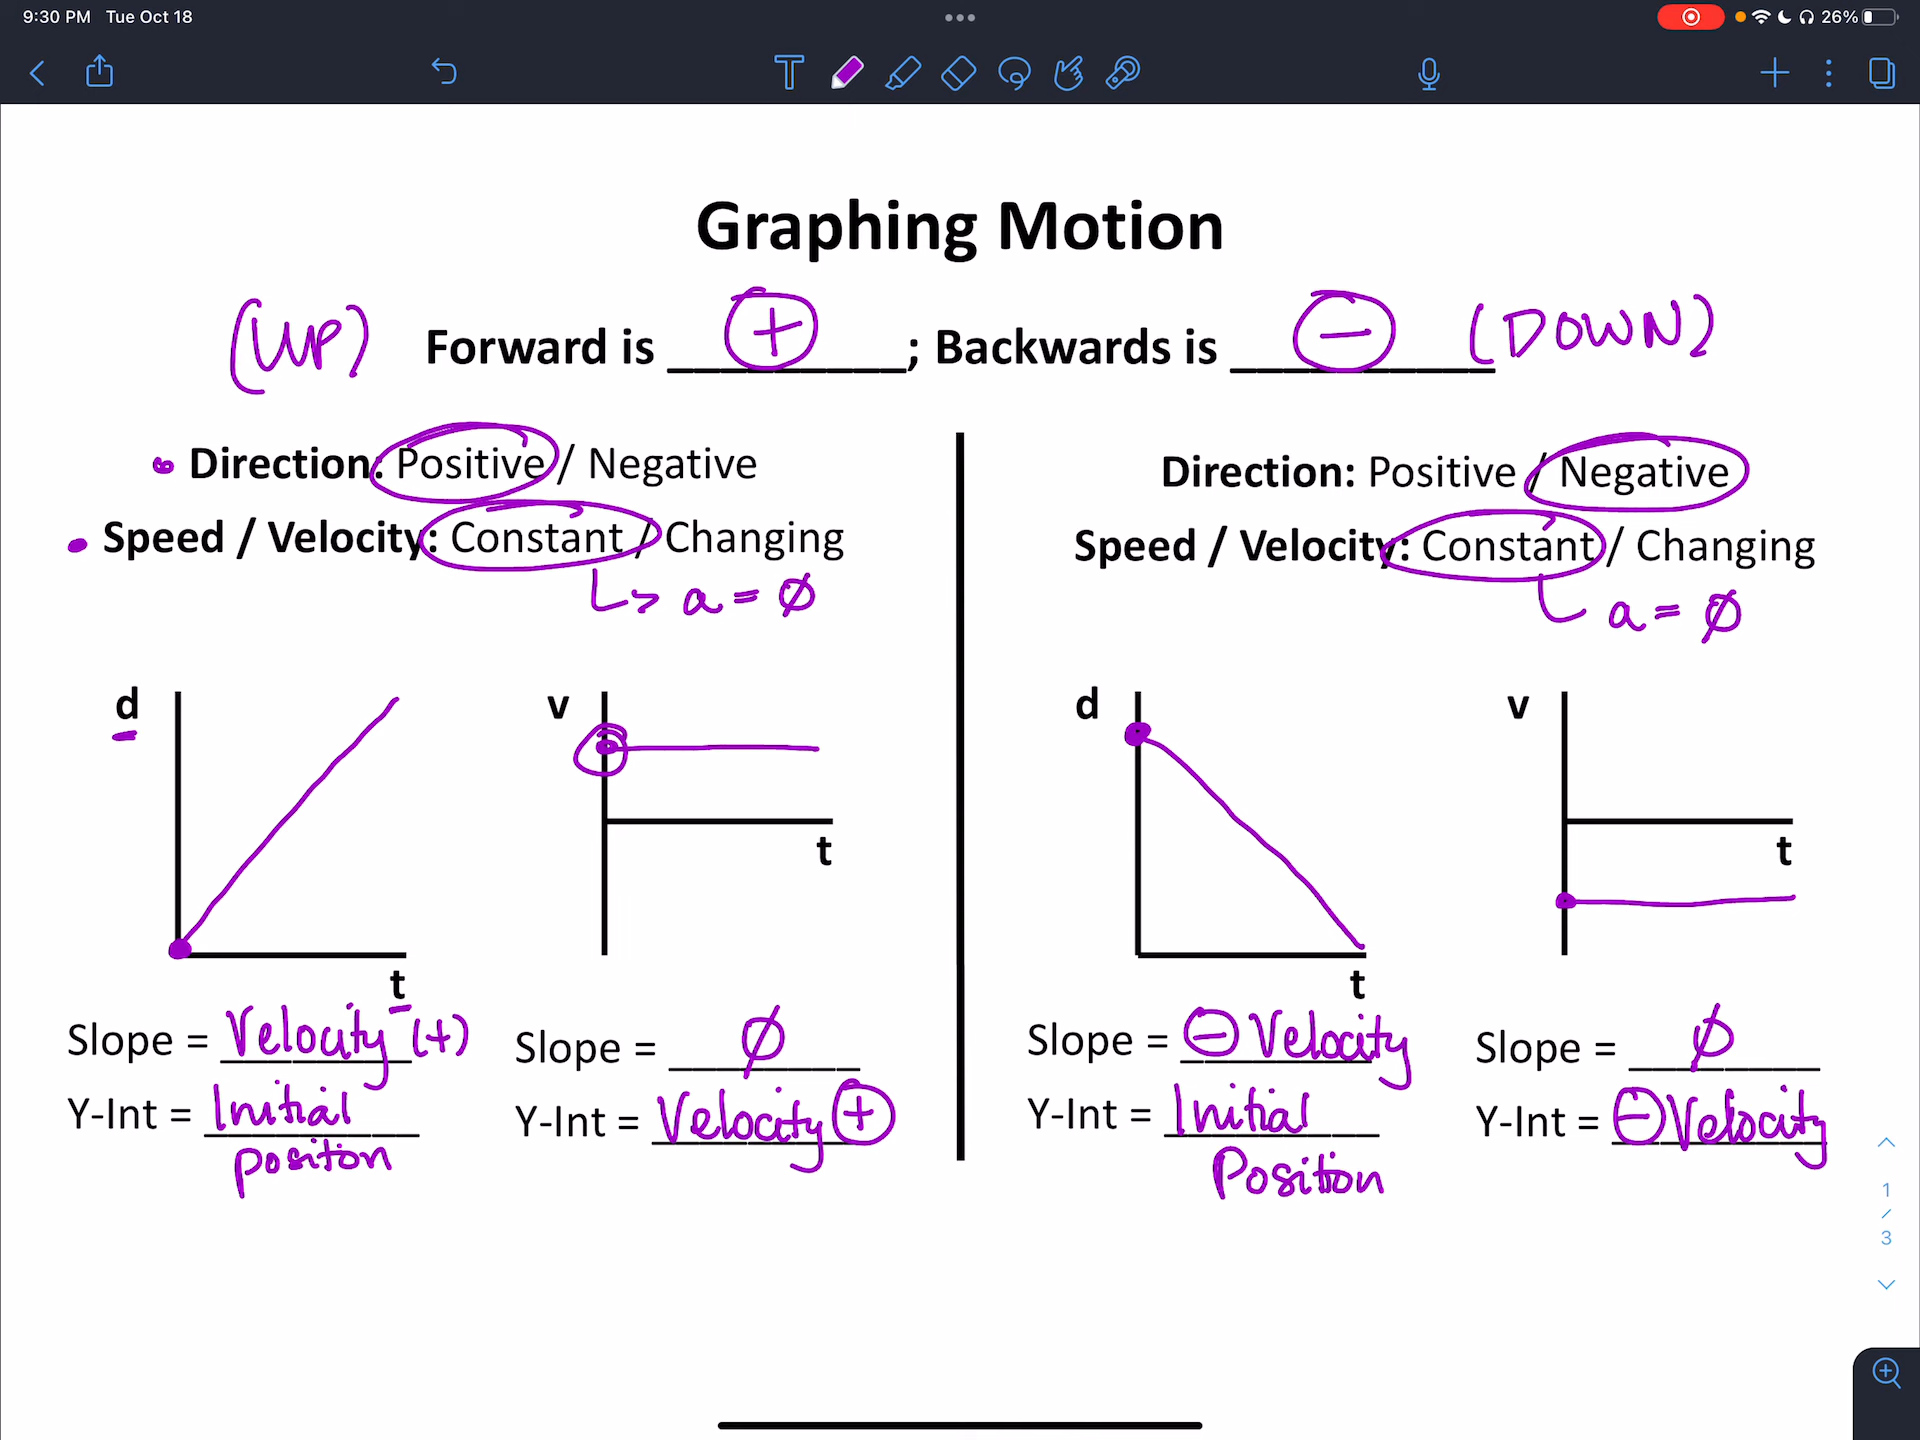 9:30 PM Tue Oct 18
26%
Graphing Motion
(UP) Forward is + ; Backwards is − (DOWN)
Direction: Positive / Negative
Speed / Velocity: Constant / Changing
↳ a = ∅
d
t
v
t
Slope = Velocity (+)
Y-Int = Initial
positon
Slope = ∅
Y-Int = Velocity +
Direction: Positive / Negative
Speed / Velocity: Constant / Changing
a = ∅
d
t
v
t
Slope = − Velocity
Y-Int = Initial
Position
Slope = ∅
Y-Int = − Velocity
1
/
3